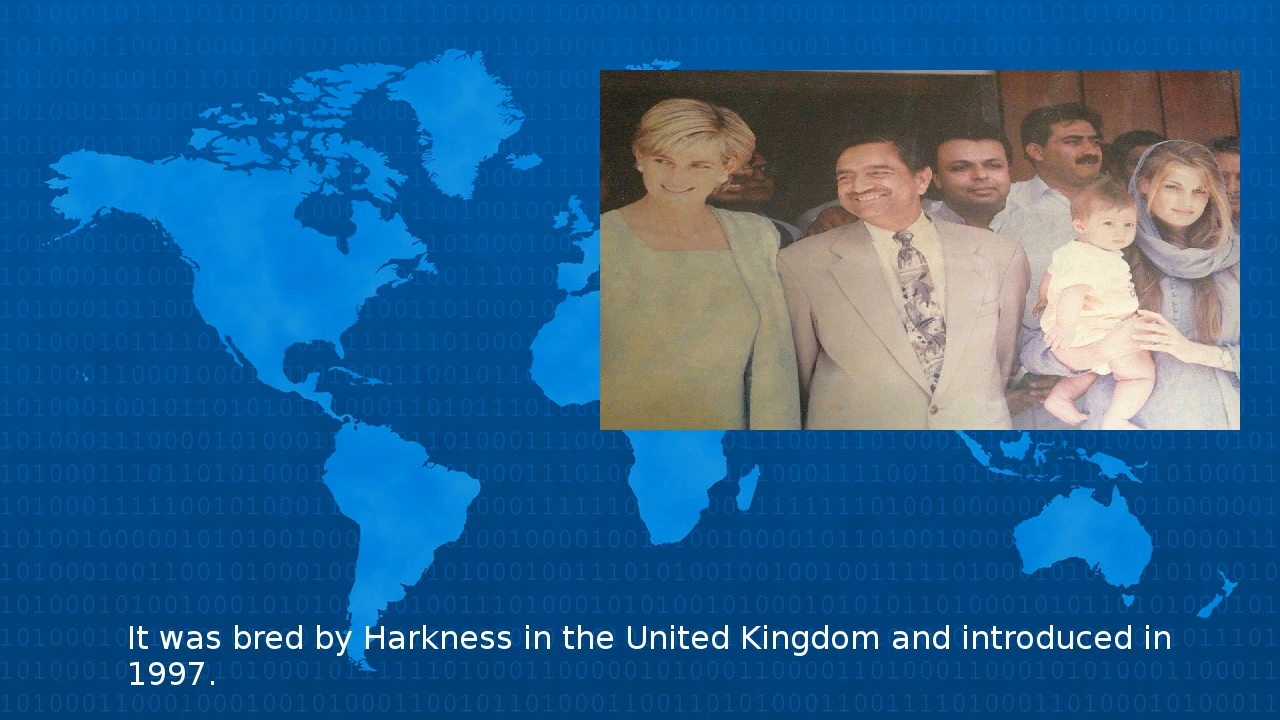 It was bred by Harkness in the United Kingdom and introduced in
1997.